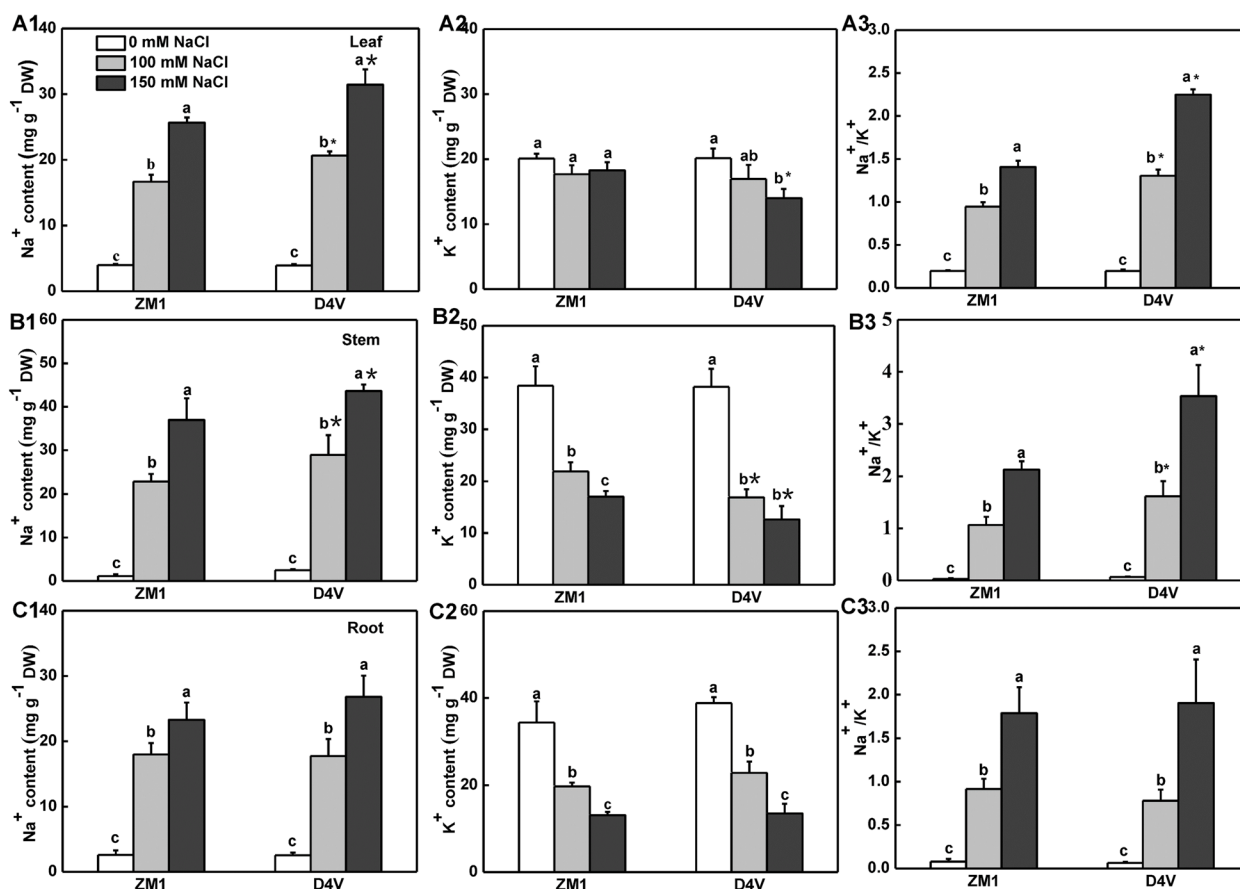 A1
Leaf
0 mM NaCl
100 mM NaCl
150 mM NaCl
Na+ content (mg g-1 DW)
40
30
20
10
0
c
b
a
c
b*
a*
ZM1
D4V
A2
K+ content (mg g-1 DW)
40
30
20
10
0
a
a
a
a
ab
b*
ZM1
D4V
A3
Na+/K+
3.0
2.5
2.0
1.5
1.0
0.5
0.0
c
b
a
c
b*
a*
ZM1
D4V
B1
Stem
Na+ content (mg g-1 DW)
60
50
40
30
20
10
0
c
b
a
c
b*
a*
ZM1
D4V
B2
K+ content (mg g-1 DW)
50
40
30
20
10
0
a
b
c
a
b*
b*
ZM1
D4V
B3
Na+/K+
5
4
3
2
1
0
c
b
a
c
b*
a*
ZM1
D4V
C1
Root
Na+ content (mg g-1 DW)
40
30
20
10
0
c
b
a
c
b
a
ZM1
D4V
C2
K+ content (mg g-1 DW)
60
40
20
0
a
b
c
a
b
c
ZM1
D4V
C3
Na+/K+
3.0
2.5
2.0
1.5
1.0
0.5
0.0
c
b
a
c
b
a
ZM1
D4V